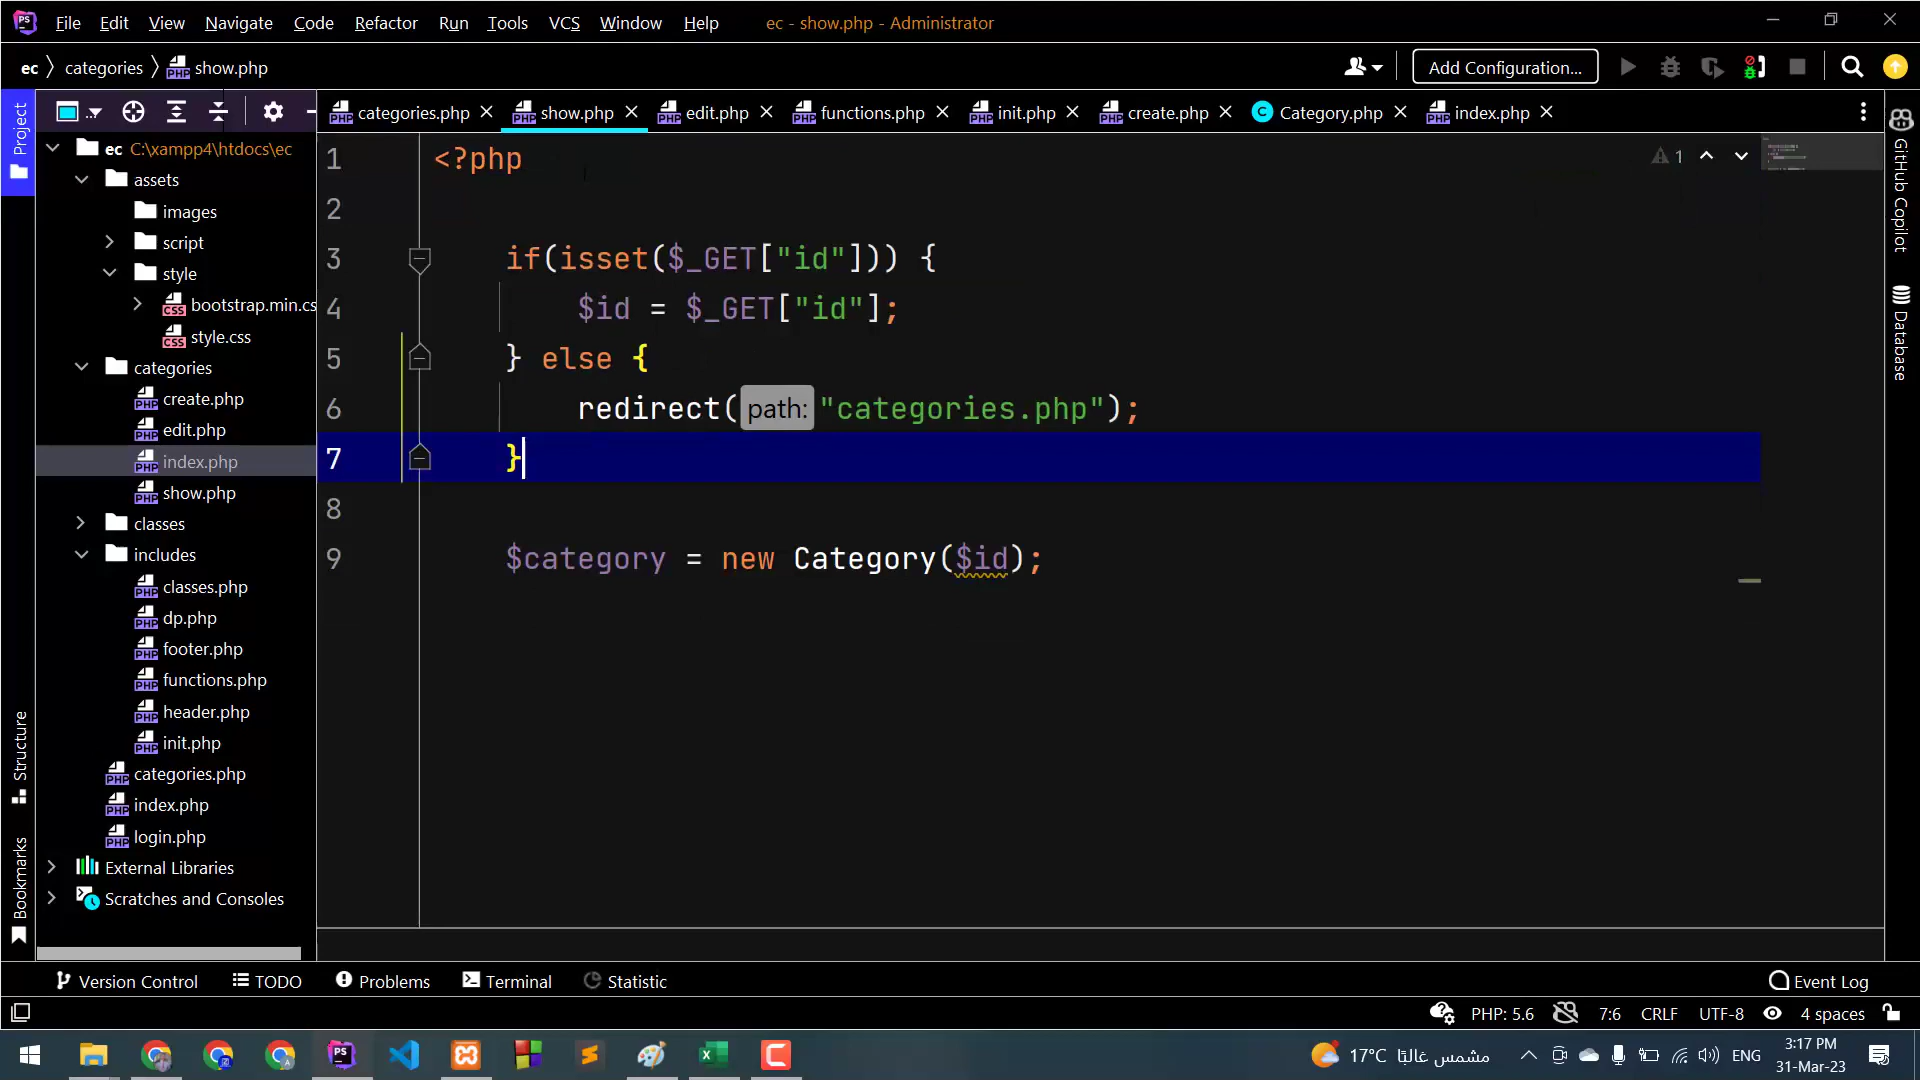 File Edit View Navigate Code Refactor Run Tools VCS Window Help ec - show.php - Administrator
ec categories show.php Add Configuration...
categories.php show.php edit.php functions.php init.php create.php Category.php index.php
Project
ec C:\xampp4\htdocs\ec
assets
images
script
style
bootstrap.min.cs
style.css
categories
create.php
edit.php
index.php
show.php
classes
includes
classes.php
dp.php
footer.php
functions.php
header.php
init.php
categories.php
index.php
login.php
External Libraries
Scratches and Consoles
Structure
Bookmarks
1 <?php
2
3 if(isset($_GET["id"])) {
4 $id = $_GET["id"];
5 } else {
6 redirect( path: "categories.php");
7 }
8
9 $category = new Category($id);
1
GitHub Copilot
Database
Version Control TODO Problems Terminal Statistic Event Log
PHP: 5.6 7:6 CRLF UTF-8 4 spaces
17°C مشمس غالبًا ENG 3:17 PM
31-Mar-23